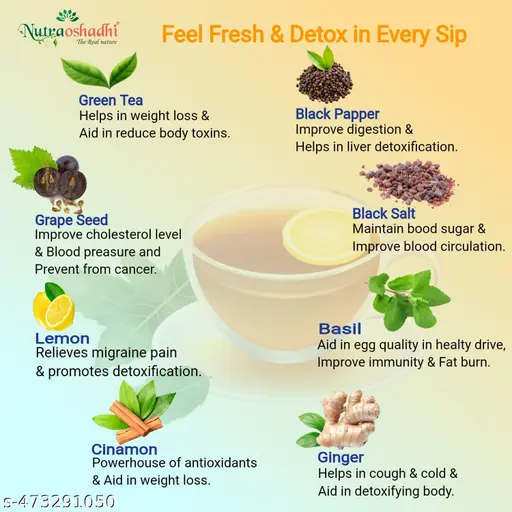 Nutraoshadhi
The Real nature
Feel Fresh & Detox in Every Sip
Green Tea
Helps in weight loss &
Aid in reduce body toxins.
Black Papper
Improve digestion &
Helps in liver detoxification.
Grape Seed
Improve cholesterol level
& Blood preasure and
Prevent from cancer.
Black Salt
Maintain bood sugar &
Improve blood circulation.
Lemon
Relieves migraine pain
& promotes detoxification.
Basil
Aid in egg quality in healty drive,
Improve immunity & Fat burn.
Cinamon
Powerhouse of antioxidants
& Aid in weight loss.
Ginger
Helps in cough & cold &
Aid in detoxifying body.
s-473291050